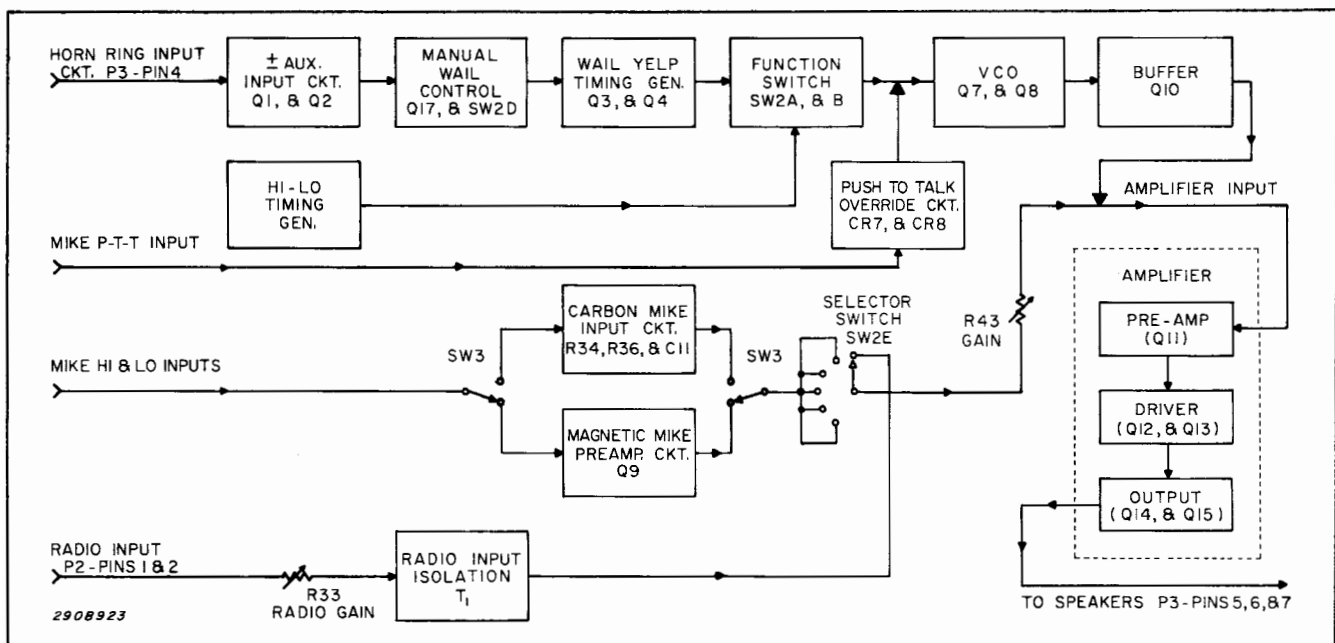 HORN RING INPUT
CKT. P3-PIN4
± AUX.
INPUT CKT.
Q1, & Q2
MANUAL
WAIL
CONTROL
Q17, & SW2D
WAIL YELP
TIMING GEN.
Q3, & Q4
FUNCTION
SWITCH
SW2A, & B
VCO
Q7, & Q8
BUFFER
Q10
HI-LO
TIMING
GEN.
PUSH TO TALK
OVERRIDE CKT.
CR7, & CR8
AMPLIFIER INPUT
MIKE P-T-T INPUT
AMPLIFIER
PRE-AMP
(Q11)
DRIVER
(Q12, & Q13)
OUTPUT
(Q14, & Q15)
MIKE HI & LO INPUTS
SW3
CARBON MIKE
INPUT CKT.
R34, R36, & C11
MAGNETIC MIKE
PREAMP. CKT.
Q9
SW3
SELECTOR
SWITCH
SW2E
R43
GAIN
RADIO INPUT
P2-PINS 1 & 2
R33
RADIO GAIN
RADIO INPUT
ISOLATION
T1
TO SPEAKERS P3-PINS 5, 6, & 7
290B923